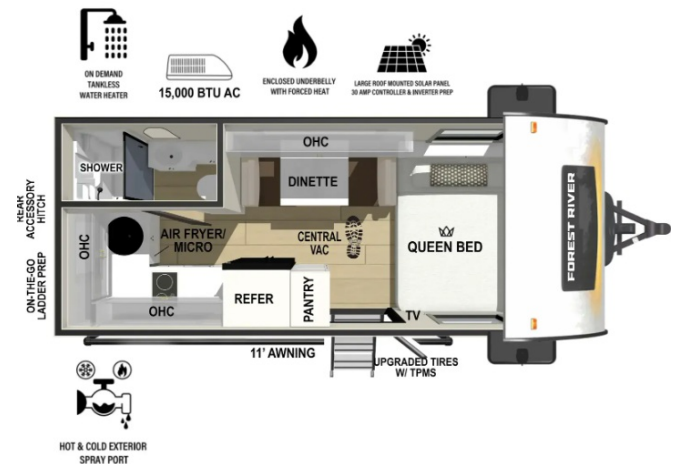 ON DEMAND
TANKLESS
WATER HEATER
15,000 BTU AC
ENCLOSED UNDERBELLY
WITH FORCED HEAT
LARGE ROOF MOUNTED SOLAR PANEL
30 AMP CONTROLLER & INVERTER PREP
REAR
ACCESSORY
HITCH
ON-THE-GO
LADDER PREP
SHOWER
OHC
DINETTE
OHC
AIR FRYER/
MICRO
CENTRAL
VAC
QUEEN BED
FOREST RIVER
OHC
REFER
PANTRY
TV
11' AWNING
UPGRADED TIRES
W/ TPMS
HOT & COLD EXTERIOR
SPRAY PORT